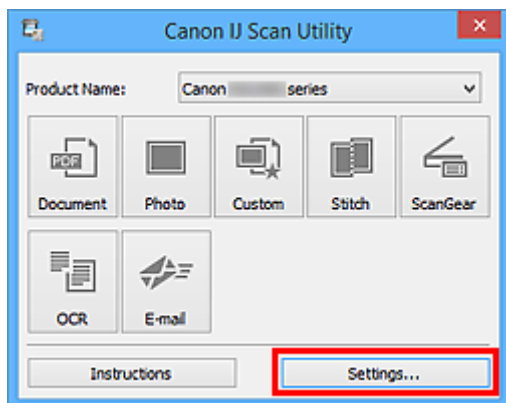 Canon IJ Scan Utility
Product Name: Canon series
PDF
Document Photo Custom Stitch ScanGear
OCR E-mail
Instructions Settings...